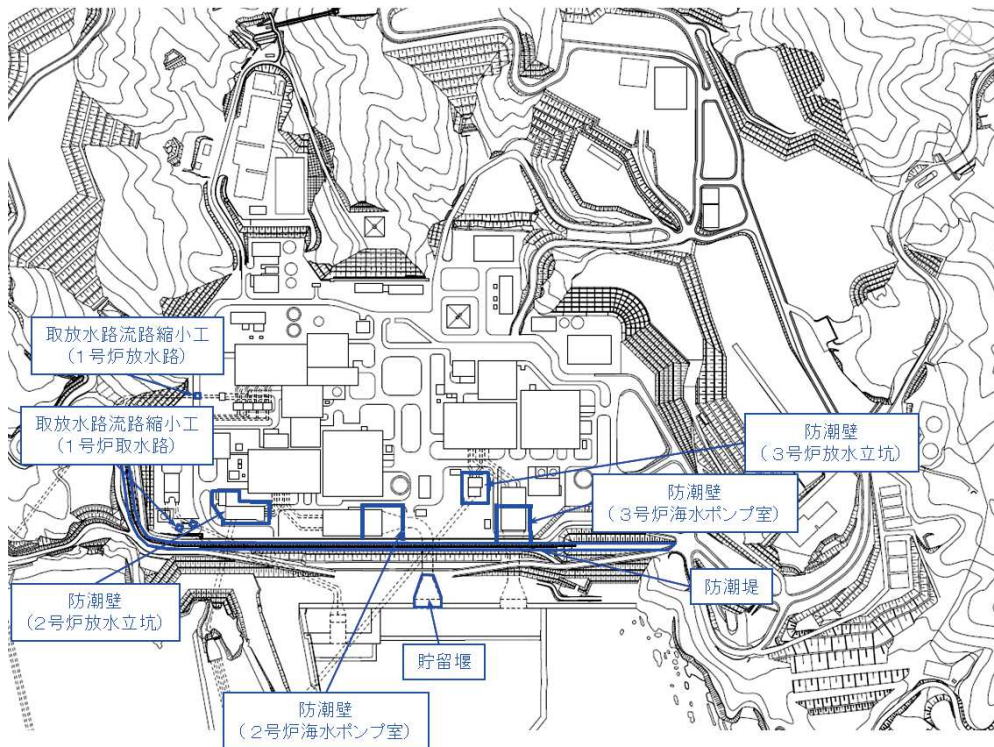 取放水路流路縮小工
(1号炉放水路)
取放水路流路縮小工
(1号炉取水路)
防潮壁
(3号炉放水立坑)
防潮壁
(3号炉海水ポンプ室)
防潮壁
(2号炉放水立坑)
防潮堤
貯留堰
防潮壁
(2号炉海水ポンプ室)